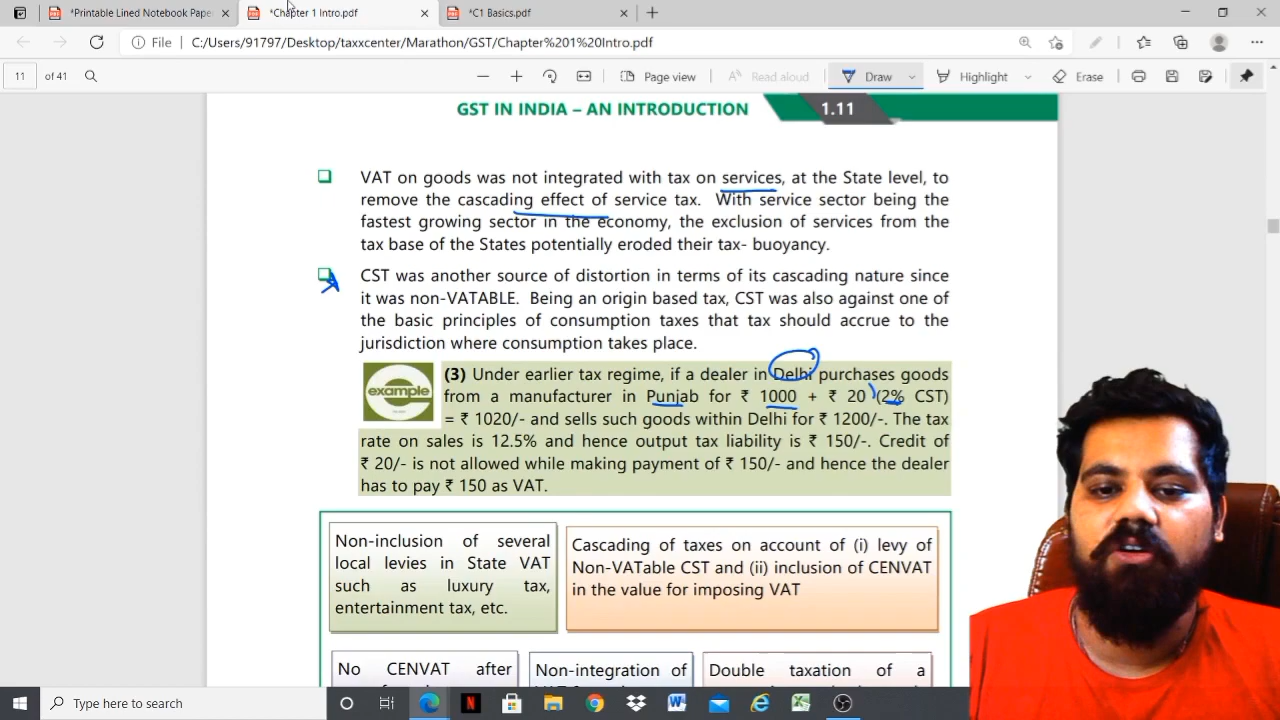 *Printable Lined Notebook Pape
*Chapter 1 Intro.pdf
*C1 Basics.pdf
File
C:/Users/91797/Desktop/taxxcenter/Marathon/GST/Chapter%201%20Intro.pdf
11 of 41
Page view
Read aloud
Draw
Highlight
Erase
GST IN INDIA – AN INTRODUCTION 1.11
VAT on goods was not integrated with tax on services, at the State level, to
remove the cascading effect of service tax. With service sector being the
fastest growing sector in the economy, the exclusion of services from the
tax base of the States potentially eroded their tax- buoyancy.
CST was another source of distortion in terms of its cascading nature since
it was non-VATABLE. Being an origin based tax, CST was also against one of
the basic principles of consumption taxes that tax should accrue to the
jurisdiction where consumption takes place.
example
(3) Under earlier tax regime, if a dealer in Delhi purchases goods
from a manufacturer in Punjab for ₹ 1000 + ₹ 20 (2% CST)
= ₹ 1020/- and sells such goods within Delhi for ₹ 1200/-. The tax
rate on sales is 12.5% and hence output tax liability is ₹ 150/-. Credit of
₹ 20/- is not allowed while making payment of ₹ 150/- and hence the dealer
has to pay ₹ 150 as VAT.
Non-inclusion of several
local levies in State VAT
such as luxury tax,
entertainment tax, etc.
Cascading of taxes on account of (i) levy of
Non-VATable CST and (ii) inclusion of CENVAT
in the value for imposing VAT
No CENVAT after
Non-integration of
Double taxation of a
Type here to search